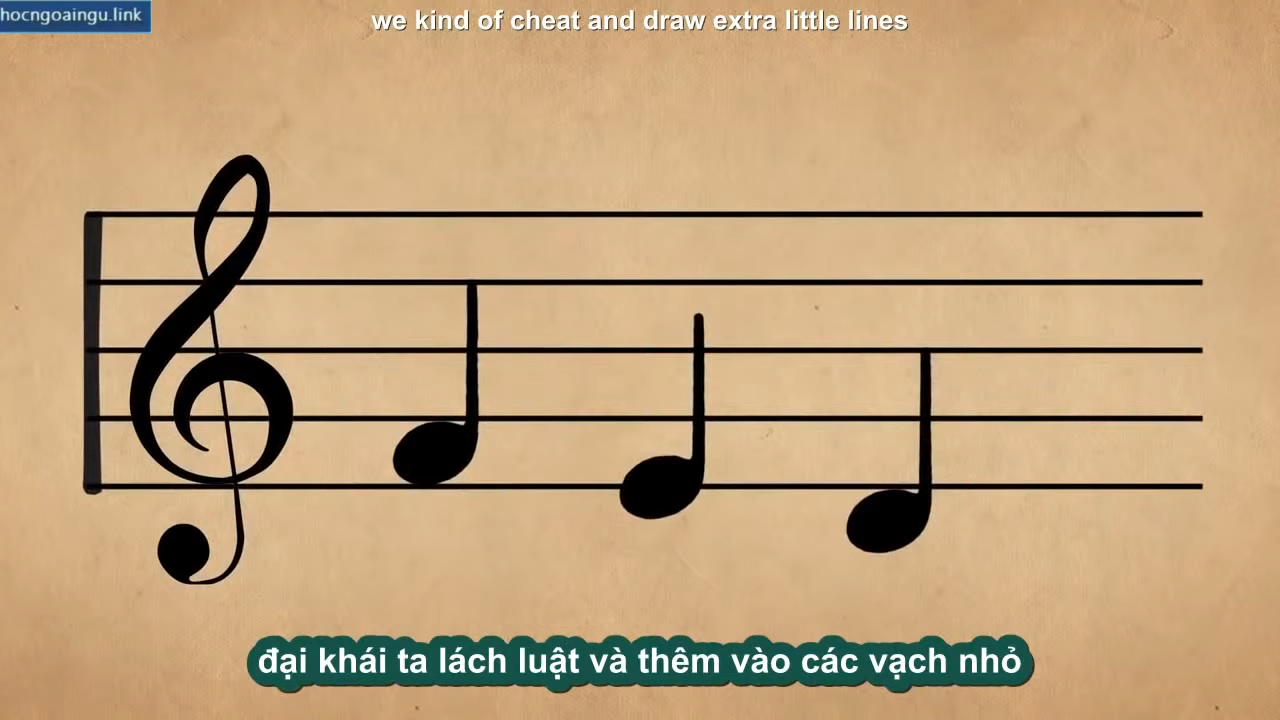 hocngoaingu.link
we kind of cheat and draw extra little lines
đại khái ta lách luật và thêm vào các vạch nhỏ